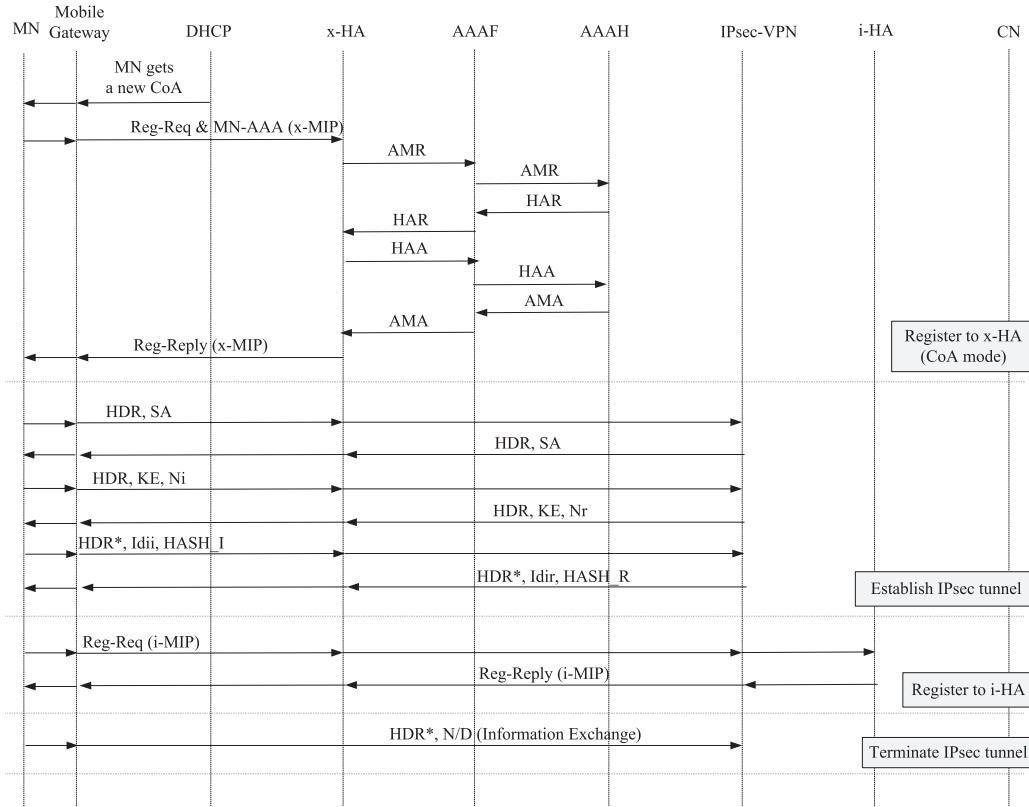 Mobile
MN Gateway DHCP x-HA AAAF AAAH IPsec-VPN i-HA CN
MN gets
a new CoA
Reg-Req & MN-AAA (x-MIP)
AMR
AMR
HAR
HAR
HAA
HAA
AMA
AMA
Reg-Reply (x-MIP)
Register to x-HA
(CoA mode)
HDR, SA
HDR, SA
HDR, KE, Ni
HDR, KE, Nr
HDR*, Idii, HASH_I
HDR*, Idir, HASH_R
Establish IPsec tunnel
Reg-Req (i-MIP)
Reg-Reply (i-MIP)
Register to i-HA
HDR*, N/D (Information Exchange)
Terminate IPsec tunnel